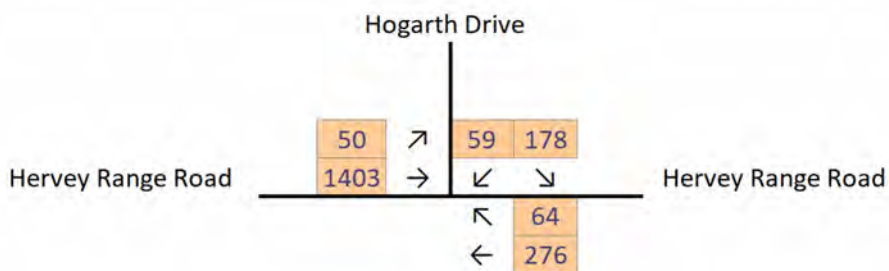 Hogarth Drive
50 ↗ 59 178
Hervey Range Road 1403 → ↙ ↘ Hervey Range Road
↖ 64
← 276